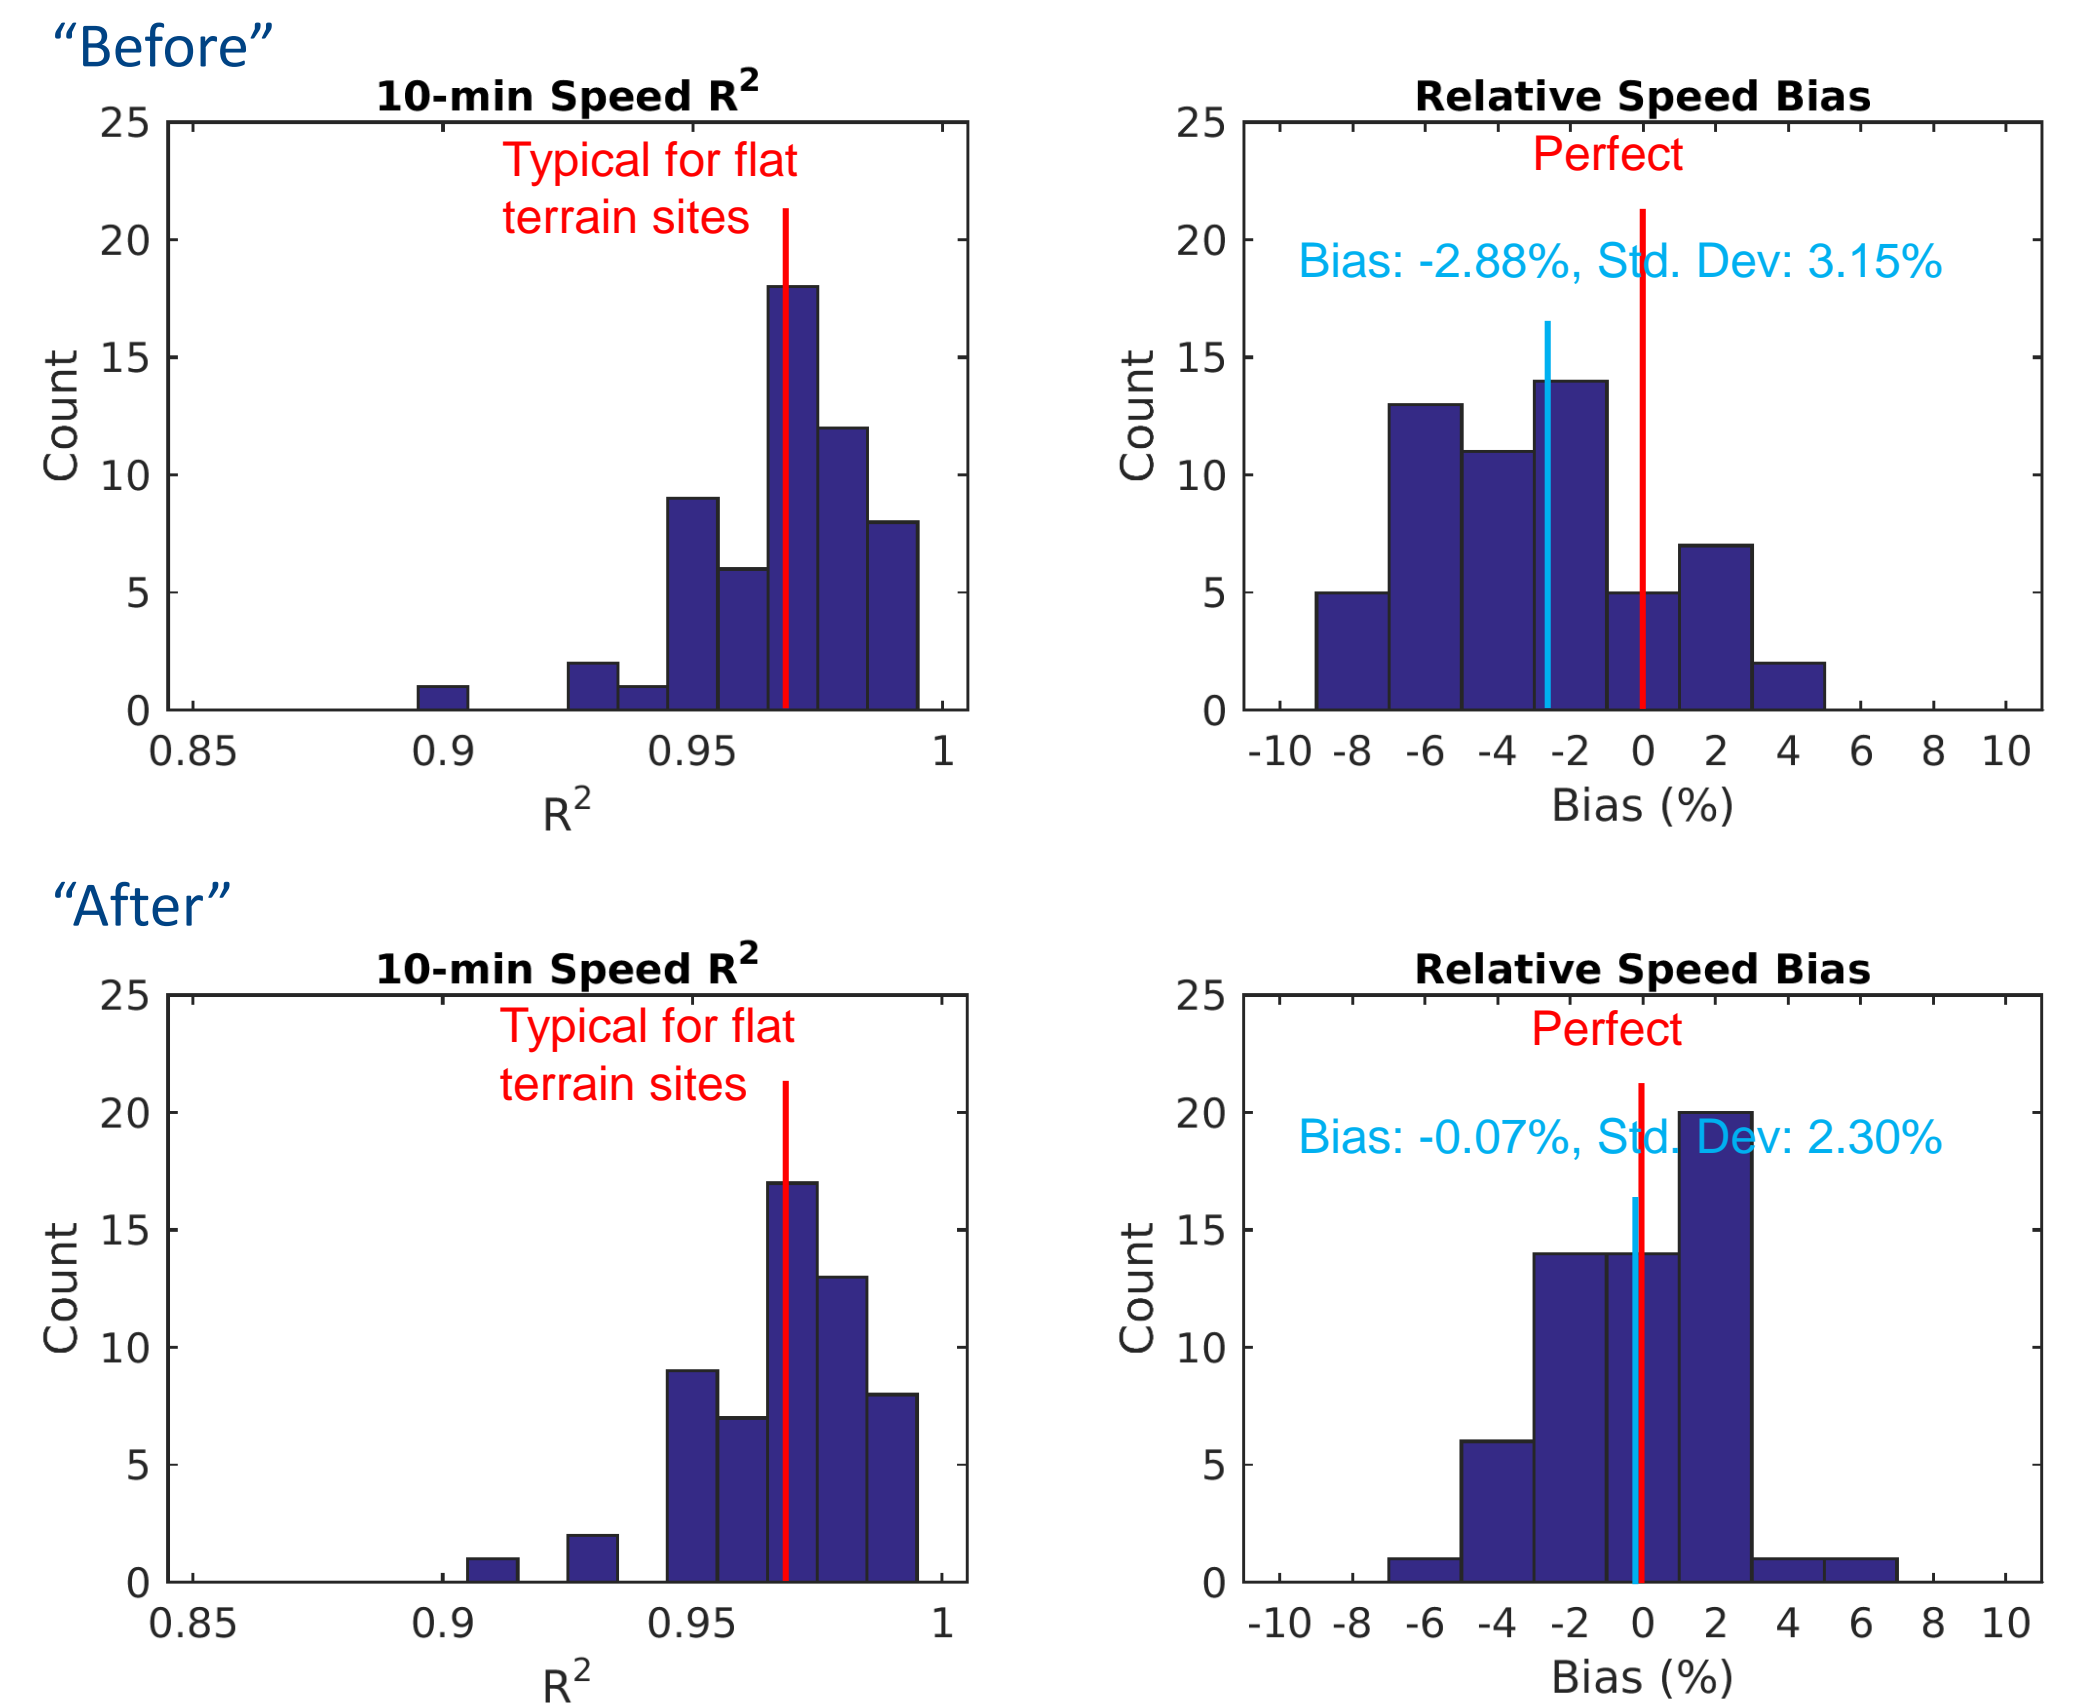 “Before”
10-min Speed R²
25
20
15
10
5
0
Count
Typical for flat
terrain sites
0.85 0.9 0.95 1
R²
Relative Speed Bias
25
20
15
10
5
0
Count
Perfect
Bias: -2.88%, Std. Dev: 3.15%
-10 -8 -6 -4 -2 0 2 4 6 8 10
Bias (%)
“After”
10-min Speed R²
25
20
15
10
5
0
Count
Typical for flat
terrain sites
0.85 0.9 0.95 1
R²
Relative Speed Bias
25
20
15
10
5
0
Count
Perfect
Bias: -0.07%, Std. Dev: 2.30%
-10 -8 -6 -4 -2 0 2 4 6 8 10
Bias (%)